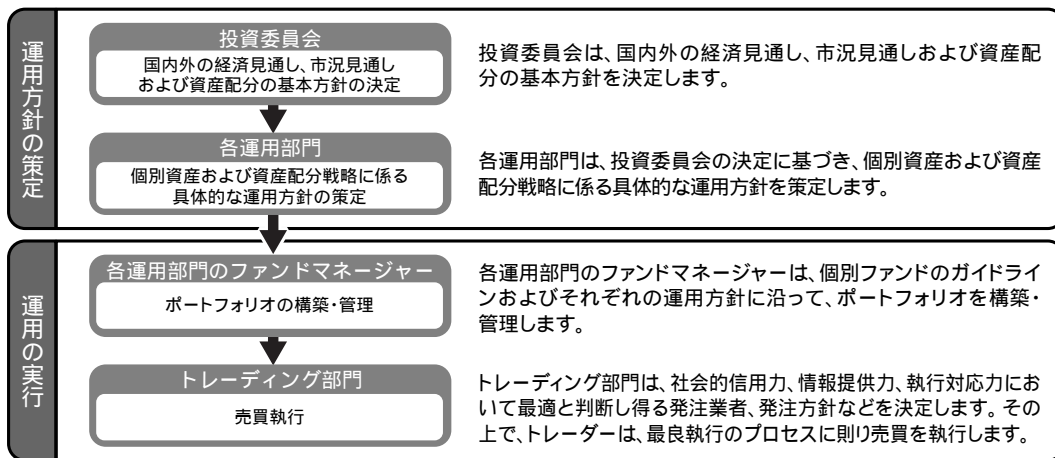 運用方針の策定
投資委員会
国内外の経済見通し、市況見通し
および資産配分の基本方針の決定
投資委員会は、国内外の経済見通し、市況見通しおよび資産配
分の基本方針を決定します。
各運用部門
個別資産および資産配分戦略に係る
具体的な運用方針の策定
各運用部門は、投資委員会の決定に基づき、個別資産および資産
配分戦略に係る具体的な運用方針を策定します。
運用の実行
各運用部門のファンドマネージャー
ポートフォリオの構築・管理
各運用部門のファンドマネージャーは、個別ファンドのガイドライ
ンおよびそれぞれの運用方針に沿って、ポートフォリオを構築・
管理します。
トレーディング部門
売買執行
トレーディング部門は、社会的信用力、情報提供力、執行対応力にお
いて最適と判断し得る発注業者、発注方針などを決定します。その
上で、トレーダーは、最良執行のプロセスに則り売買を執行します。